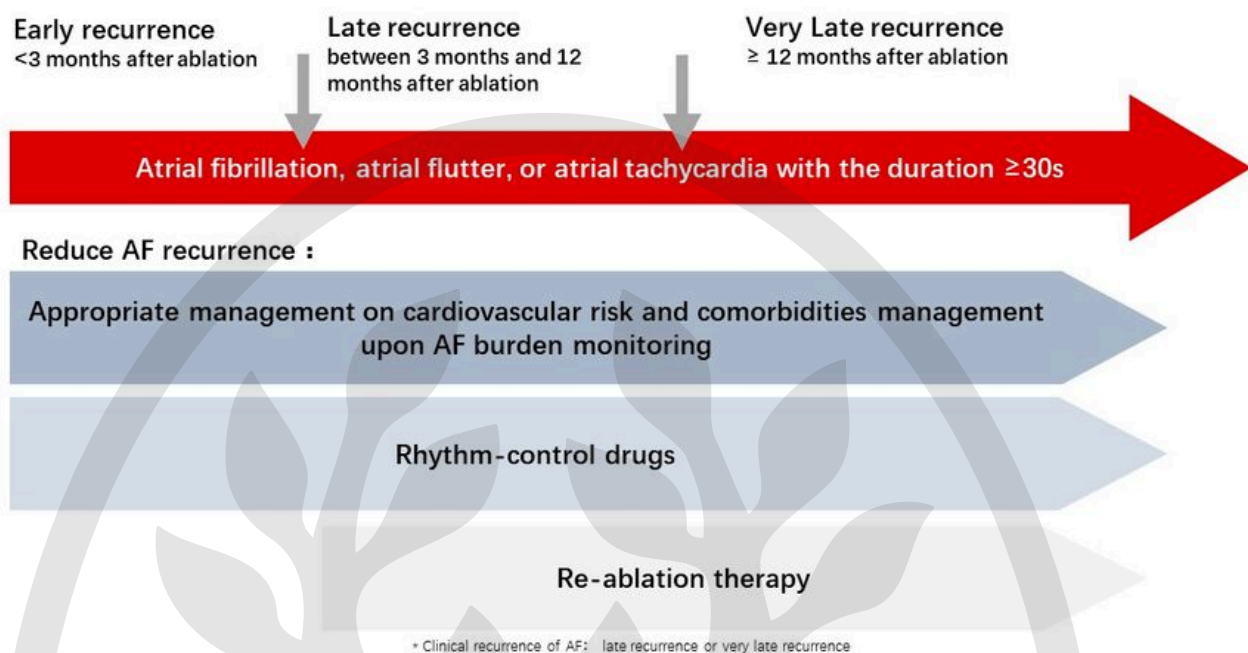 Early recurrence
<3 months after ablation
Late recurrence
between 3 months and 12
months after ablation
Very Late recurrence
≥ 12 months after ablation
Atrial fibrillation, atrial flutter, or atrial tachycardia with the duration ≥30s
Reduce AF recurrence：
Appropriate management on cardiovascular risk and comorbidities management
upon AF burden monitoring
Rhythm-control drugs
Re-ablation therapy
* Clinical recurrence of AF： late recurrence or very late recurrence